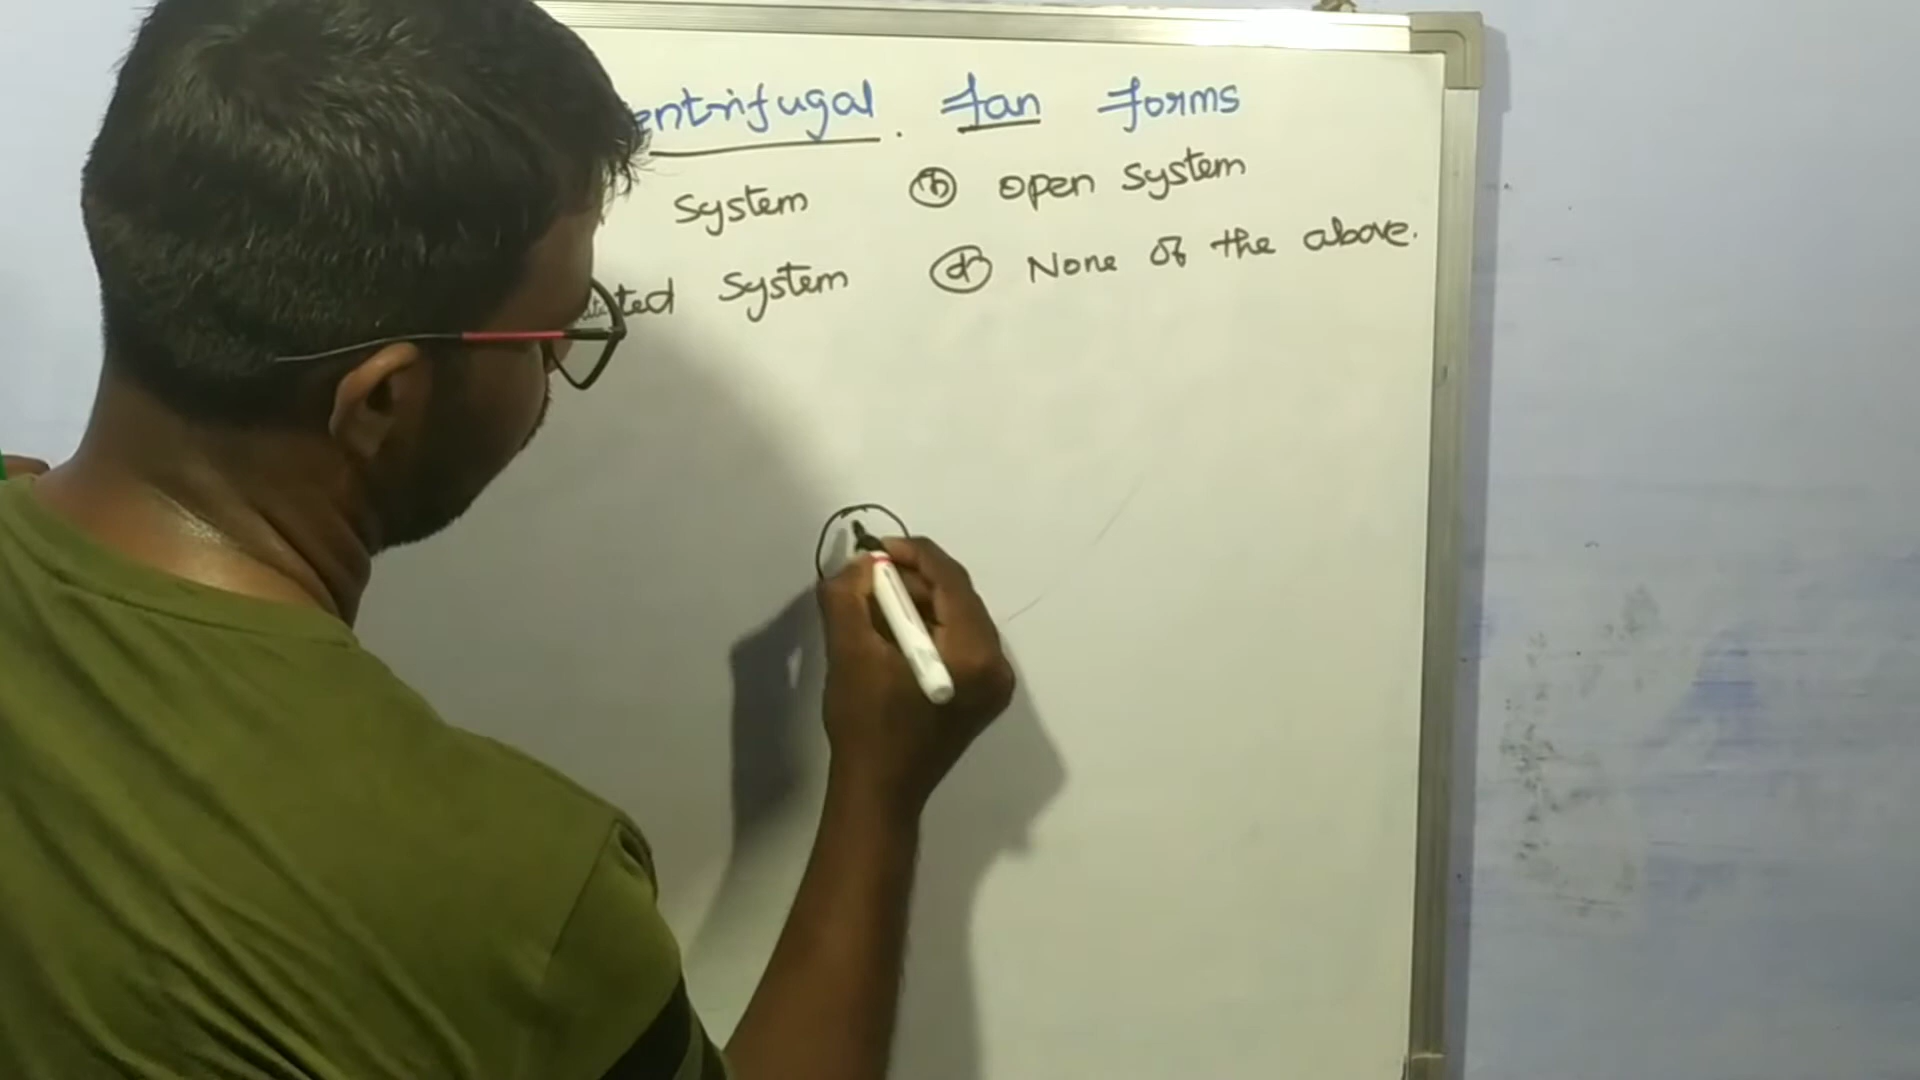 entrifugal. fan forms
System (b) open system
ted System (d) None of the above.